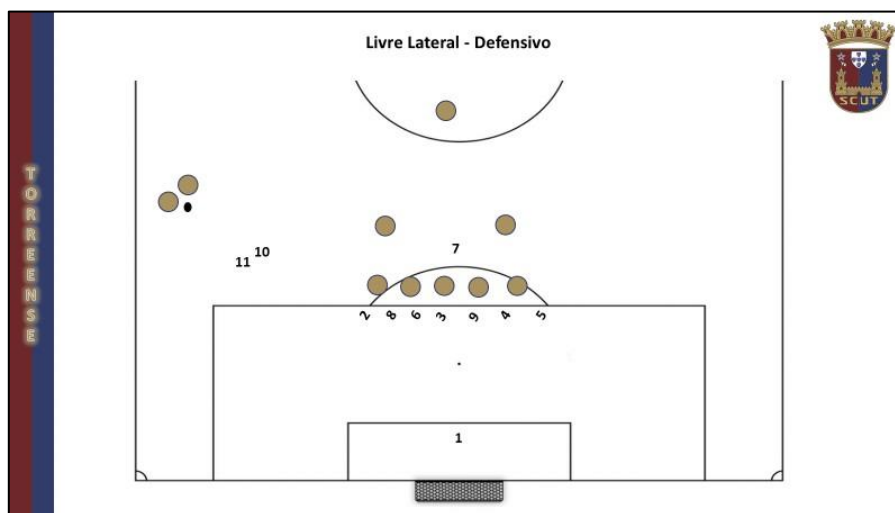 Livre Lateral - Defensivo
SCUT
TORREENSE
7
11 10
2 8 6 3 9 4 5
1